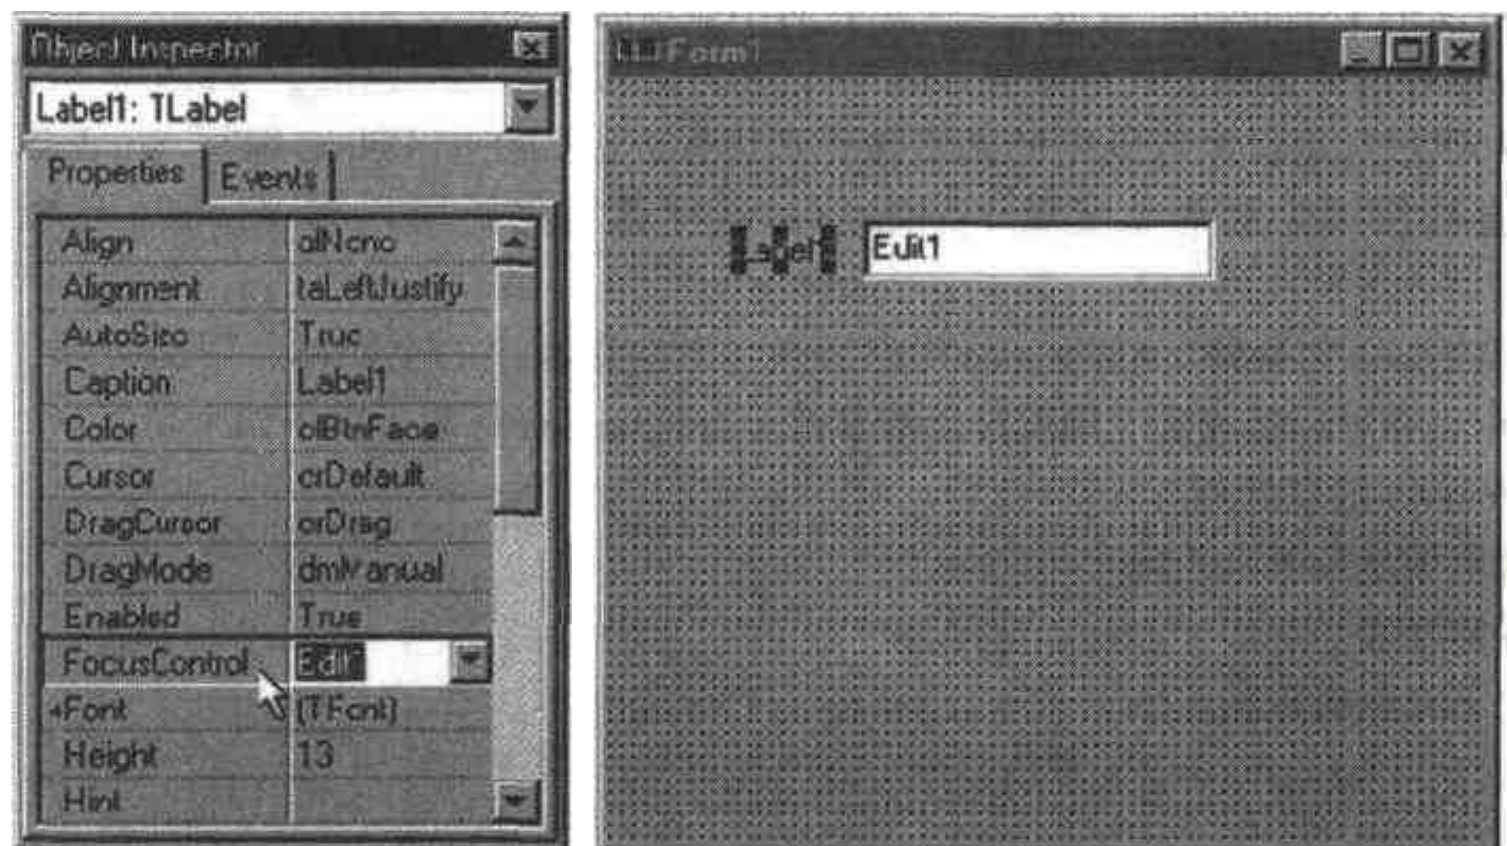 Object Inspector
Label1: TLabel
Properties Events
Align alNone
Alignment taLeftJustify
AutoSize True
Caption Label1
Color clBtnFace
Cursor crDefault
DragCursor crDrag
DragMode dmManual
Enabled True
FocusControl Edit1
+Font (TFont)
Height 13
Hint
Form1
Label1 Edit1